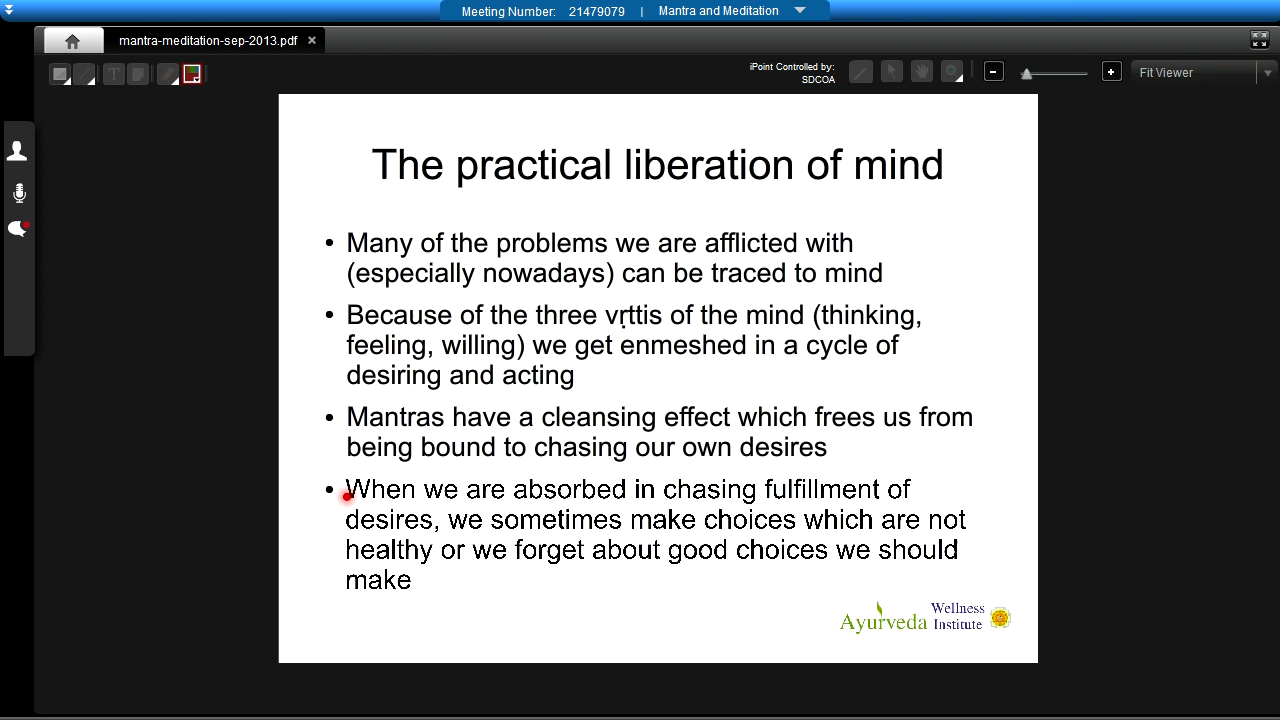 Meeting Number: 21479079 | Mantra and Meditation
mantra-meditation-sep-2013.pdf
iPoint Controlled by:
SDCOA
Fit Viewer
The practical liberation of mind
• Many of the problems we are afflicted with
(especially nowadays) can be traced to mind
• Because of the three vṛttis of the mind (thinking,
feeling, willing) we get enmeshed in a cycle of
desiring and acting
• Mantras have a cleansing effect which frees us from
being bound to chasing our own desires
• When we are absorbed in chasing fulfillment of
desires, we sometimes make choices which are not
healthy or we forget about good choices we should
make
Ayurveda Wellness
Institute